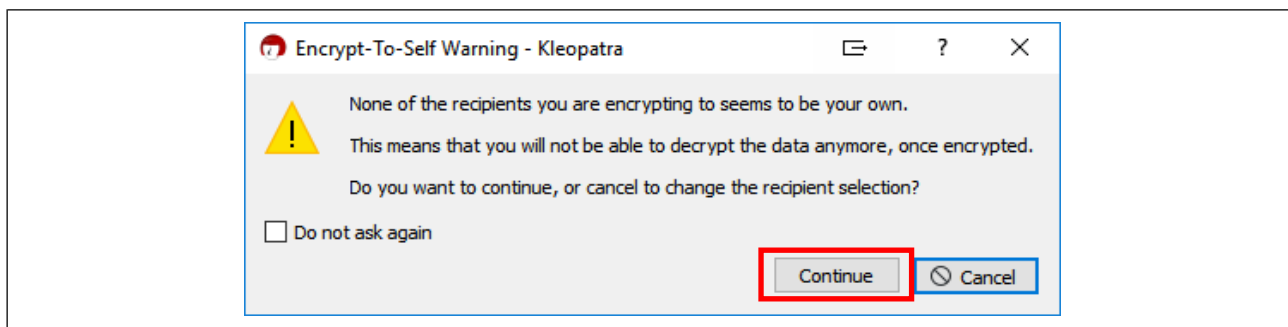 Encrypt-To-Self Warning - Kleopatra
None of the recipients you are encrypting to seems to be your own.
This means that you will not be able to decrypt the data anymore, once encrypted.
Do you want to continue, or cancel to change the recipient selection?
Do not ask again
Continue
Cancel